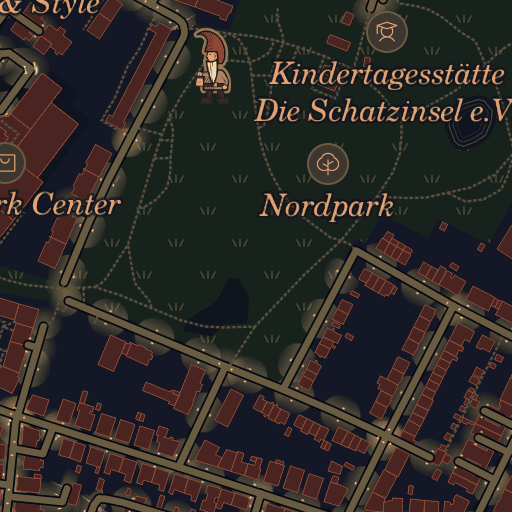 & Style
Kindertagesstätte
Die Schatzinsel e.V
rk Center
Nordpark